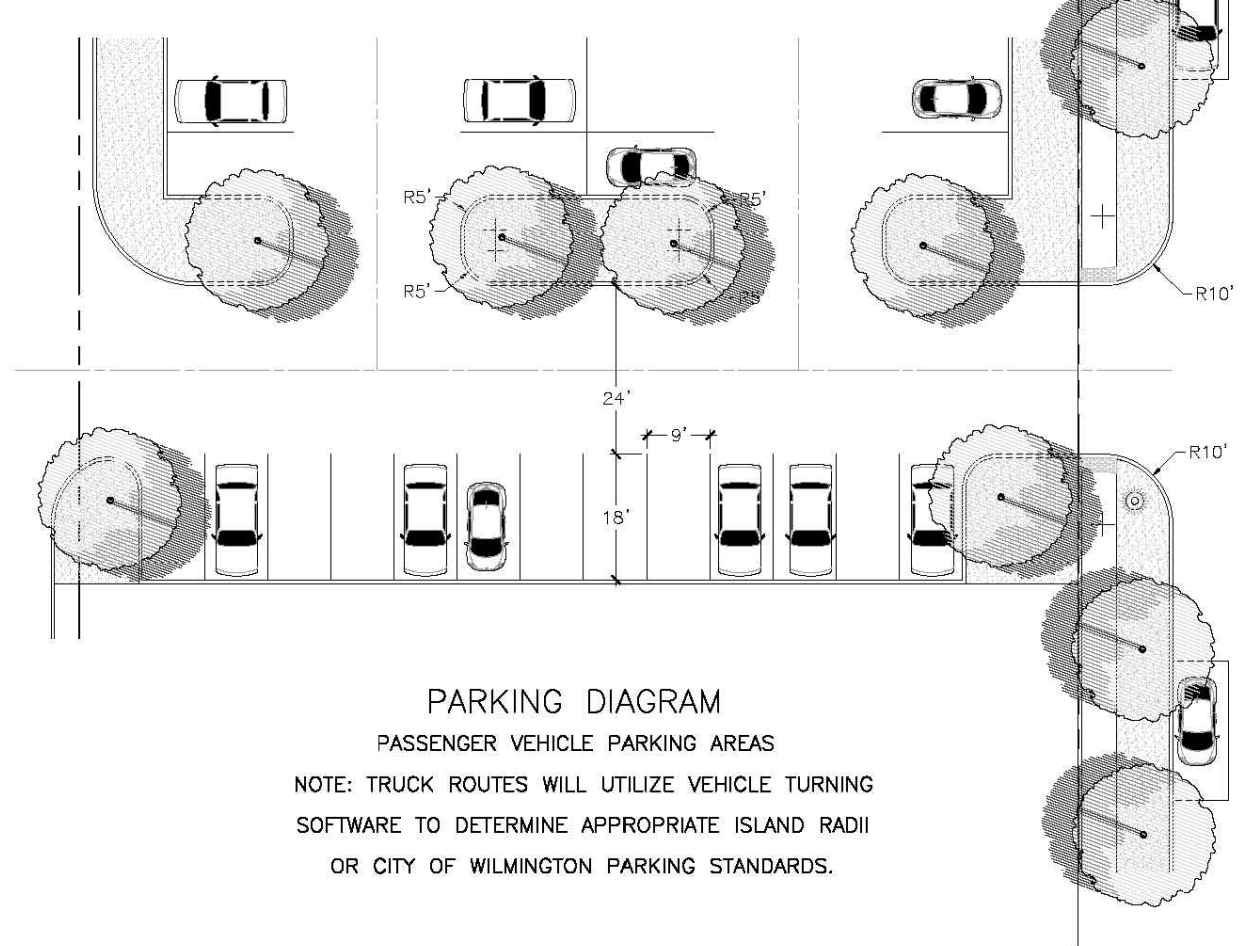 R5'
R5'
R5'
R5'
R10'
24'
9'
R10'
18'
PARKING DIAGRAM
PASSENGER VEHICLE PARKING AREAS
NOTE: TRUCK ROUTES WILL UTILIZE VEHICLE TURNING
SOFTWARE TO DETERMINE APPROPRIATE ISLAND RADII
OR CITY OF WILMINGTON PARKING STANDARDS.